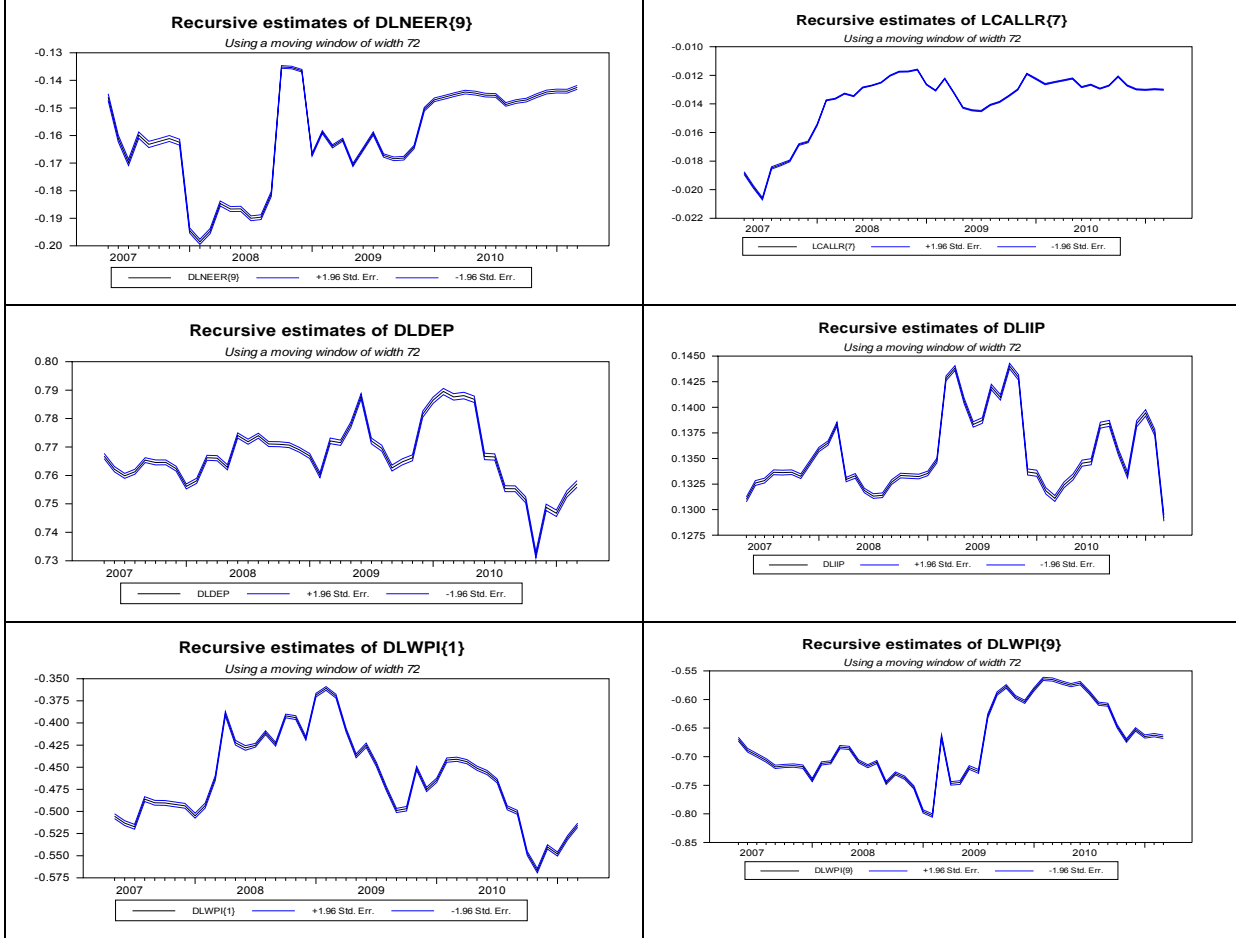 Recursive estimates of DLNEER{9}
Using a moving window of width 72
-0.13
-0.14
-0.15
-0.16
-0.17
-0.18
-0.19
-0.20
2007 2008 2009 2010
DLNEER{9} +1.96 Std. Err. -1.96 Std. Err.
Recursive estimates of LCALLR{7}
Using a moving window of width 72
-0.010
-0.012
-0.014
-0.016
-0.018
-0.020
-0.022
2007 2008 2009 2010
LCALLR{7} +1.96 Std. Err. -1.96 Std. Err.
Recursive estimates of DLDEP
Using a moving window of width 72
0.80
0.79
0.78
0.77
0.76
0.75
0.74
0.73
2007 2008 2009 2010
DLDEP +1.96 Std. Err. -1.96 Std. Err.
Recursive estimates of DLIIP
Using a moving window of width 72
0.1450
0.1425
0.1400
0.1375
0.1350
0.1325
0.1300
0.1275
2007 2008 2009 2010
DLIIP +1.96 Std. Err. -1.96 Std. Err.
Recursive estimates of DLWPI{1}
Using a moving window of width 72
-0.350
-0.375
-0.400
-0.425
-0.450
-0.475
-0.500
-0.525
-0.550
-0.575
2007 2008 2009 2010
DLWPI{1} +1.96 Std. Err. -1.96 Std. Err.
Recursive estimates of DLWPI{9}
Using a moving window of width 72
-0.55
-0.60
-0.65
-0.70
-0.75
-0.80
-0.85
2007 2008 2009 2010
DLWPI{9} +1.96 Std. Err. -1.96 Std. Err.